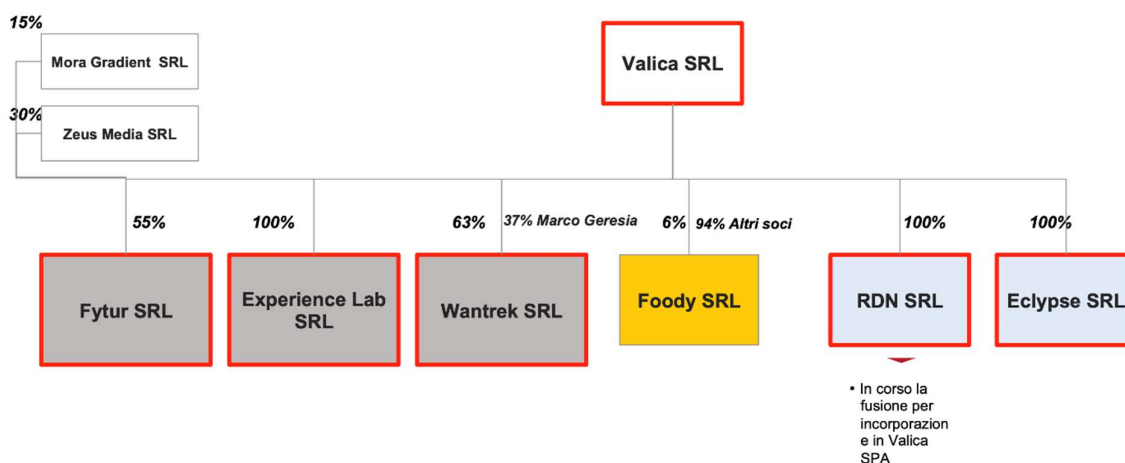 15%
Mora Gradient SRL
30%
Zeus Media SRL
Valica SRL
55%
100%
63%
37% Marco Geresia
6%
94% Altri soci
100%
100%
Fytur SRL
Experience Lab
SRL
Wantrek SRL
Foody SRL
RDN SRL
Eclypse SRL
• In corso la
fusione per
incorporazion
e in Valica
SPA